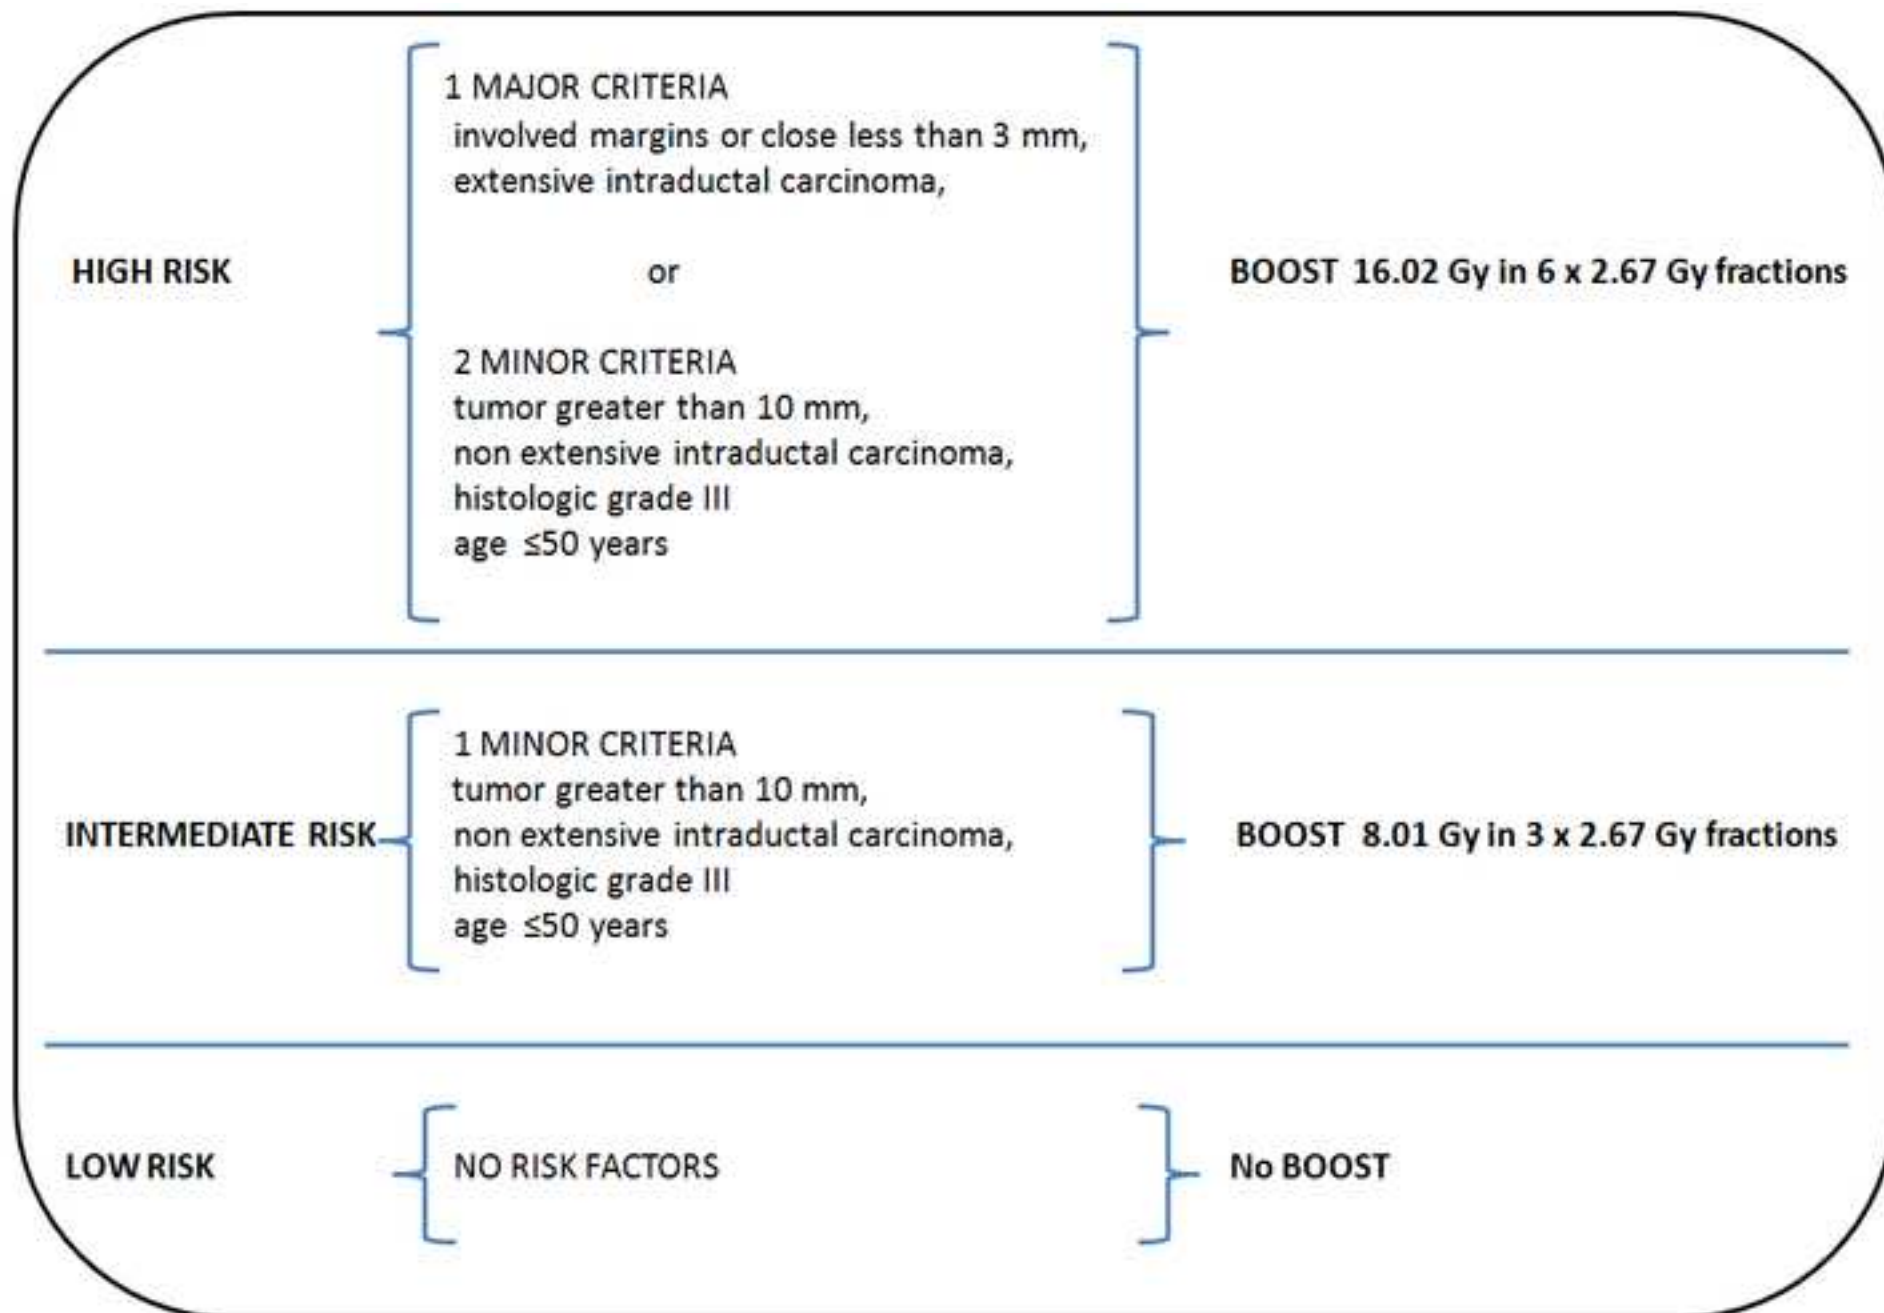 1 MAJOR CRITERIA
involved margins or close less than 3 mm,
extensive intraductal carcinoma,
HIGH RISK
or
BOOST 16.02 Gy in 6 x 2.67 Gy fractions
2 MINOR CRITERIA
tumor greater than 10 mm,
non extensive intraductal carcinoma,
histologic grade III
age ≤50 years
1 MINOR CRITERIA
tumor greater than 10 mm,
INTERMEDIATE RISK
non extensive intraductal carcinoma,
BOOST 8.01 Gy in 3 x 2.67 Gy fractions
histologic grade III
age ≤50 years
LOW RISK
NO RISK FACTORS
No BOOST